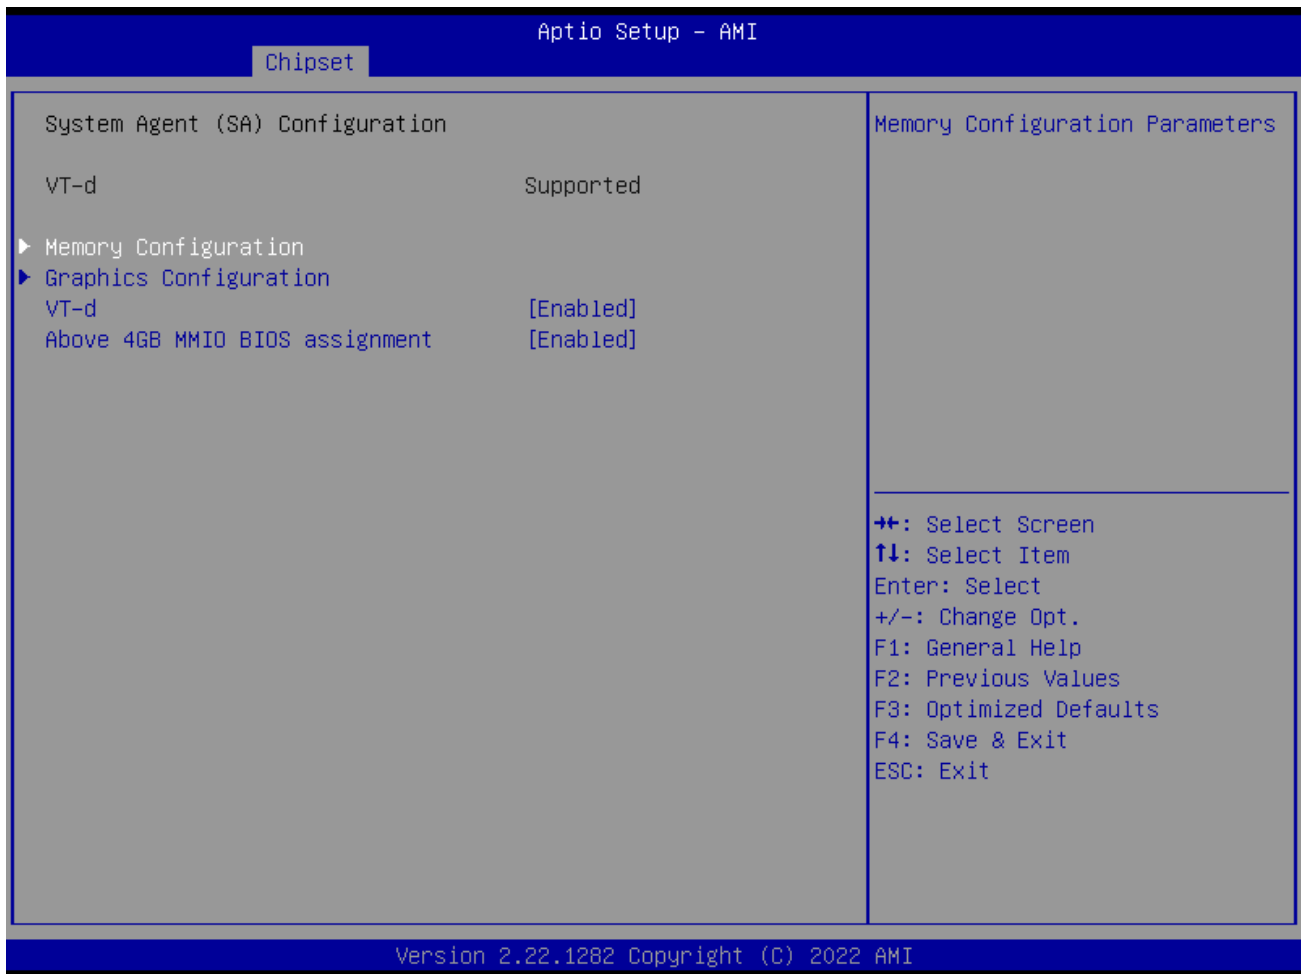 Aptio Setup – AMI
Chipset
System Agent (SA) Configuration
VT-d Supported
Memory Configuration
Graphics Configuration
VT-d [Enabled]
Above 4GB MMIO BIOS assignment [Enabled]
Memory Configuration Parameters
→←: Select Screen
↑↓: Select Item
Enter: Select
+/-: Change Opt.
F1: General Help
F2: Previous Values
F3: Optimized Defaults
F4: Save & Exit
ESC: Exit
Version 2.22.1282 Copyright (C) 2022 AMI